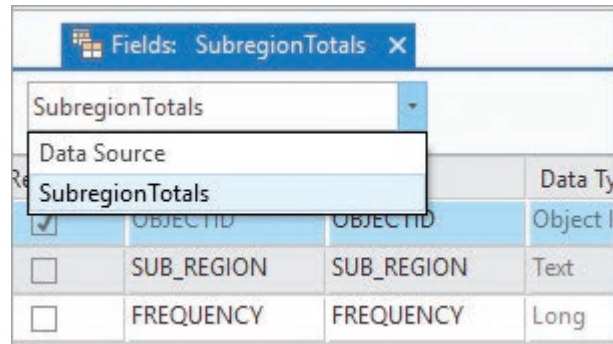 Fields: SubregionTotals ×
SubregionTotals
Data Source
SubregionTotals
Data Ty
OBJECTID OBJECTID Object I
SUB_REGION SUB_REGION Text
FREQUENCY FREQUENCY Long